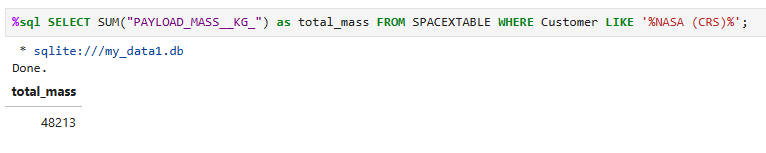 %sql SELECT SUM("PAYLOAD_MASS__KG_") as total_mass FROM SPACEXTABLE WHERE Customer LIKE '%NASA (CRS)%';
* sqlite:///my_data1.db
Done.
total_mass
48213